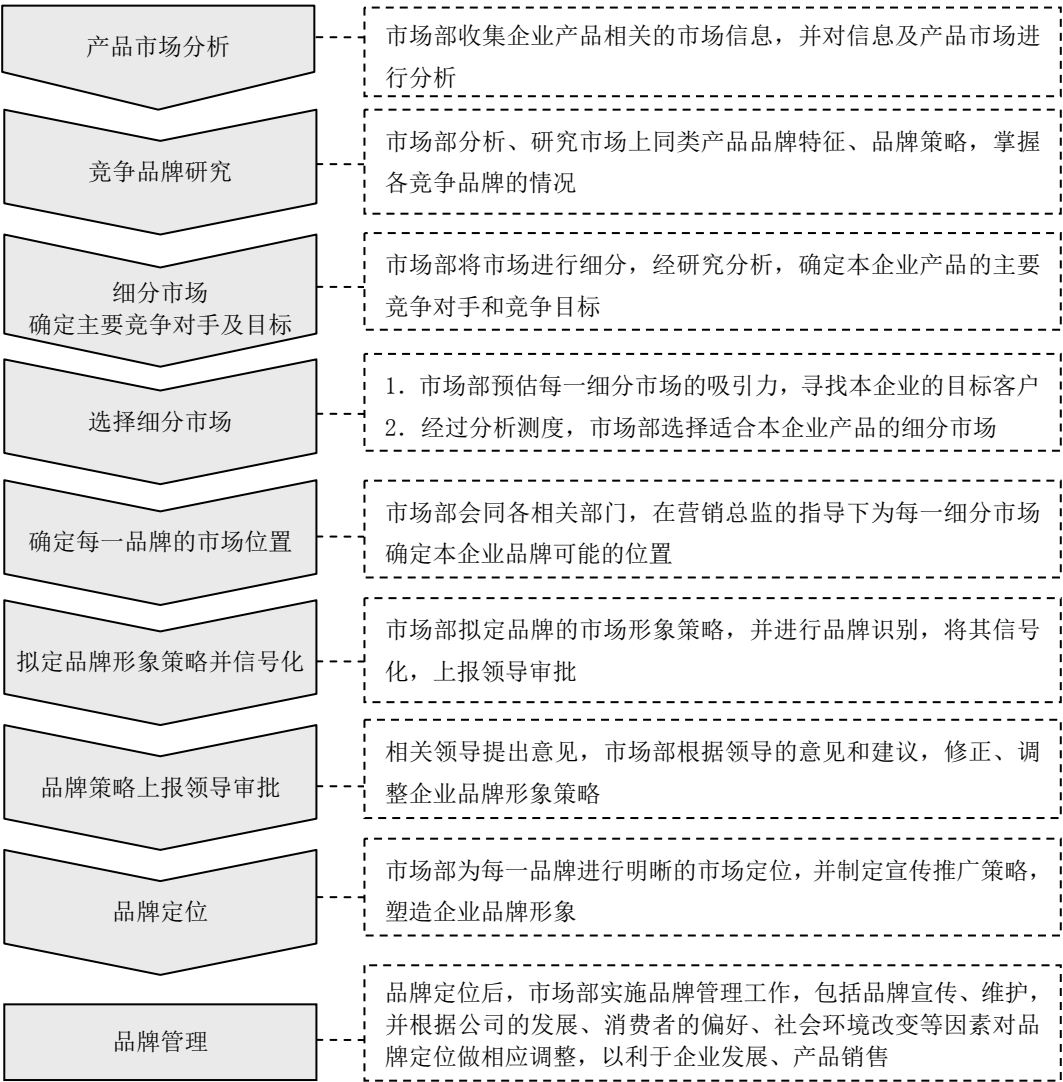 产品市场分析
市场部收集企业产品相关的市场信息，并对信息及产品市场进
行分析
竞争品牌研究
市场部分析、研究市场上同类产品品牌特征、品牌策略，掌握
各竞争品牌的情况
细分市场
确定主要竞争对手及目标
市场部将市场进行细分，经研究分析，确定本企业产品的主要
竞争对手和竞争目标
选择细分市场
1．市场部预估每一细分市场的吸引力，寻找本企业的目标客户
2．经过分析测度，市场部选择适合本企业产品的细分市场
确定每一品牌的市场位置
市场部会同各相关部门，在营销总监的指导下为每一细分市场
确定本企业品牌可能的位置
拟定品牌形象策略并信号化
市场部拟定品牌的市场形象策略，并进行品牌识别，将其信号
化，上报领导审批
品牌策略上报领导审批
相关领导提出意见，市场部根据领导的意见和建议，修正、调
整企业品牌形象策略
品牌定位
市场部为每一品牌进行明晰的市场定位，并制定宣传推广策略，
塑造企业品牌形象
品牌管理
品牌定位后，市场部实施品牌管理工作，包括品牌宣传、维护，
并根据公司的发展、消费者的偏好、社会环境改变等因素对品
牌定位做相应调整，以利于企业发展、产品销售